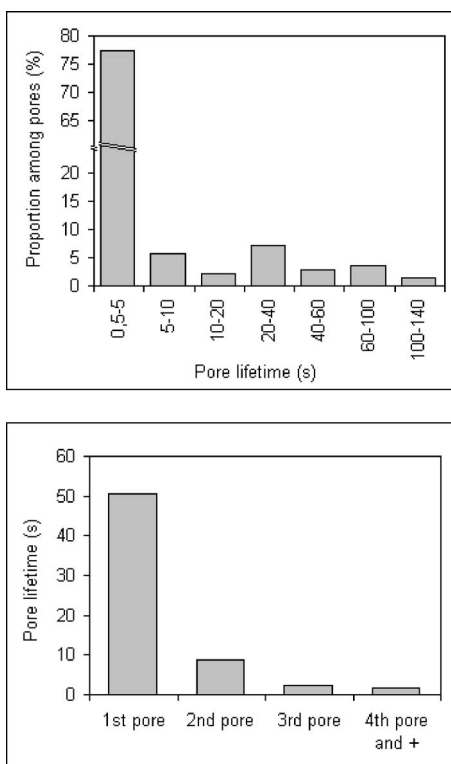 Proportion among pores (%)
80
75
70
65
20
15
10
5
0
0,5-5
5-10
10-20
20-40
40-60
60-100
100-140
Pore lifetime (s)
Pore lifetime (s)
60
50
40
30
20
10
0
1st pore
2nd pore
3rd pore
4th pore
and +